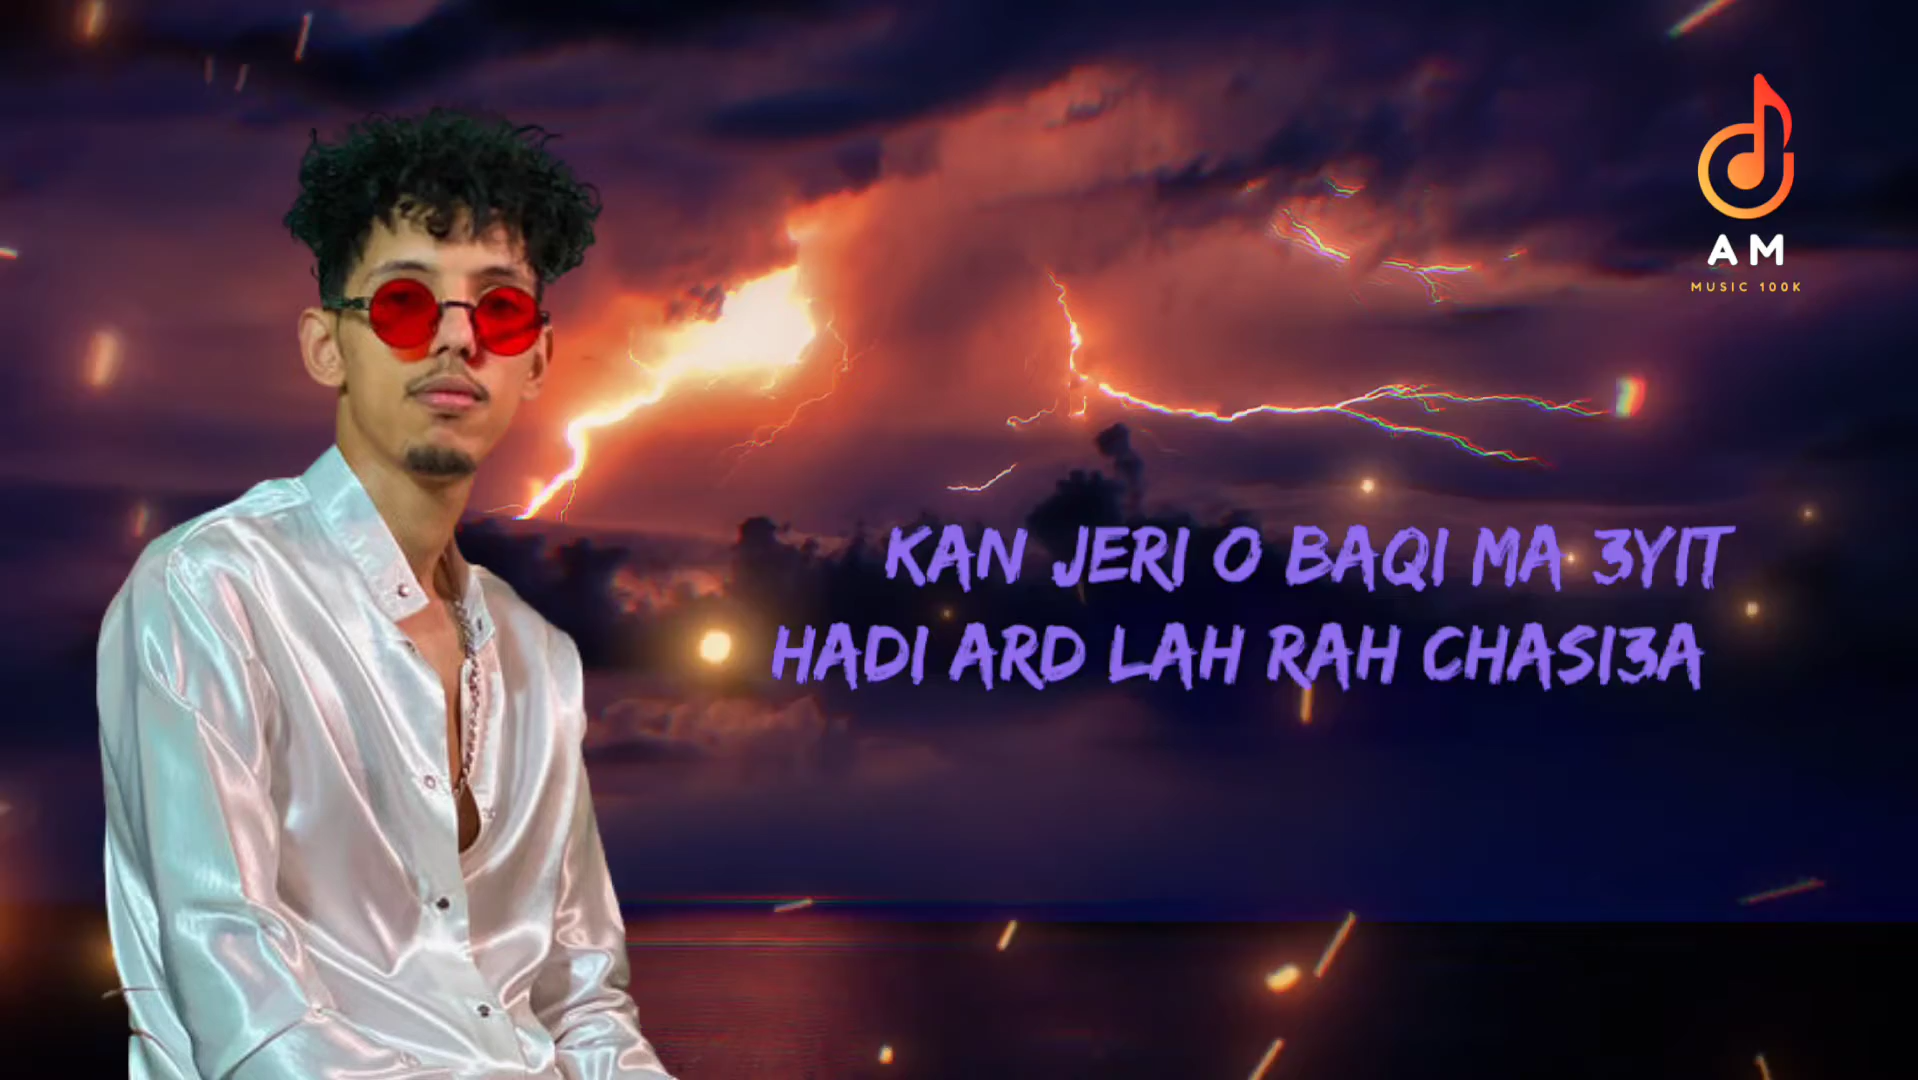 AM
MUSIC 100K
KAN JERI O BAQI MA 3YIT
HADI ARD LAH RAH CHASI3A